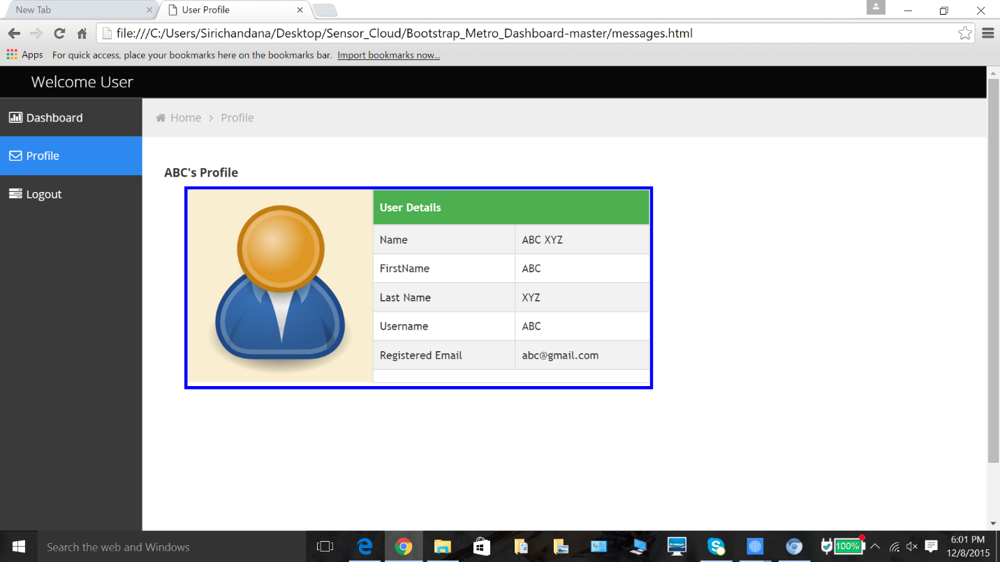 New Tab
User Profile
file:///C:/Users/Sirichandana/Desktop/Sensor_Cloud/Bootstrap_Metro_Dashboard-master/messages.html
Apps For quick access, place your bookmarks here on the bookmarks bar. Import bookmarks now...
Welcome User
Dashboard
Home > Profile
Profile
Logout
ABC's Profile
User Details
Name ABC XYZ
FirstName ABC
Last Name XYZ
Username ABC
Registered Email abc@gmail.com
Search the web and Windows
100%
6:01 PM
12/8/2015